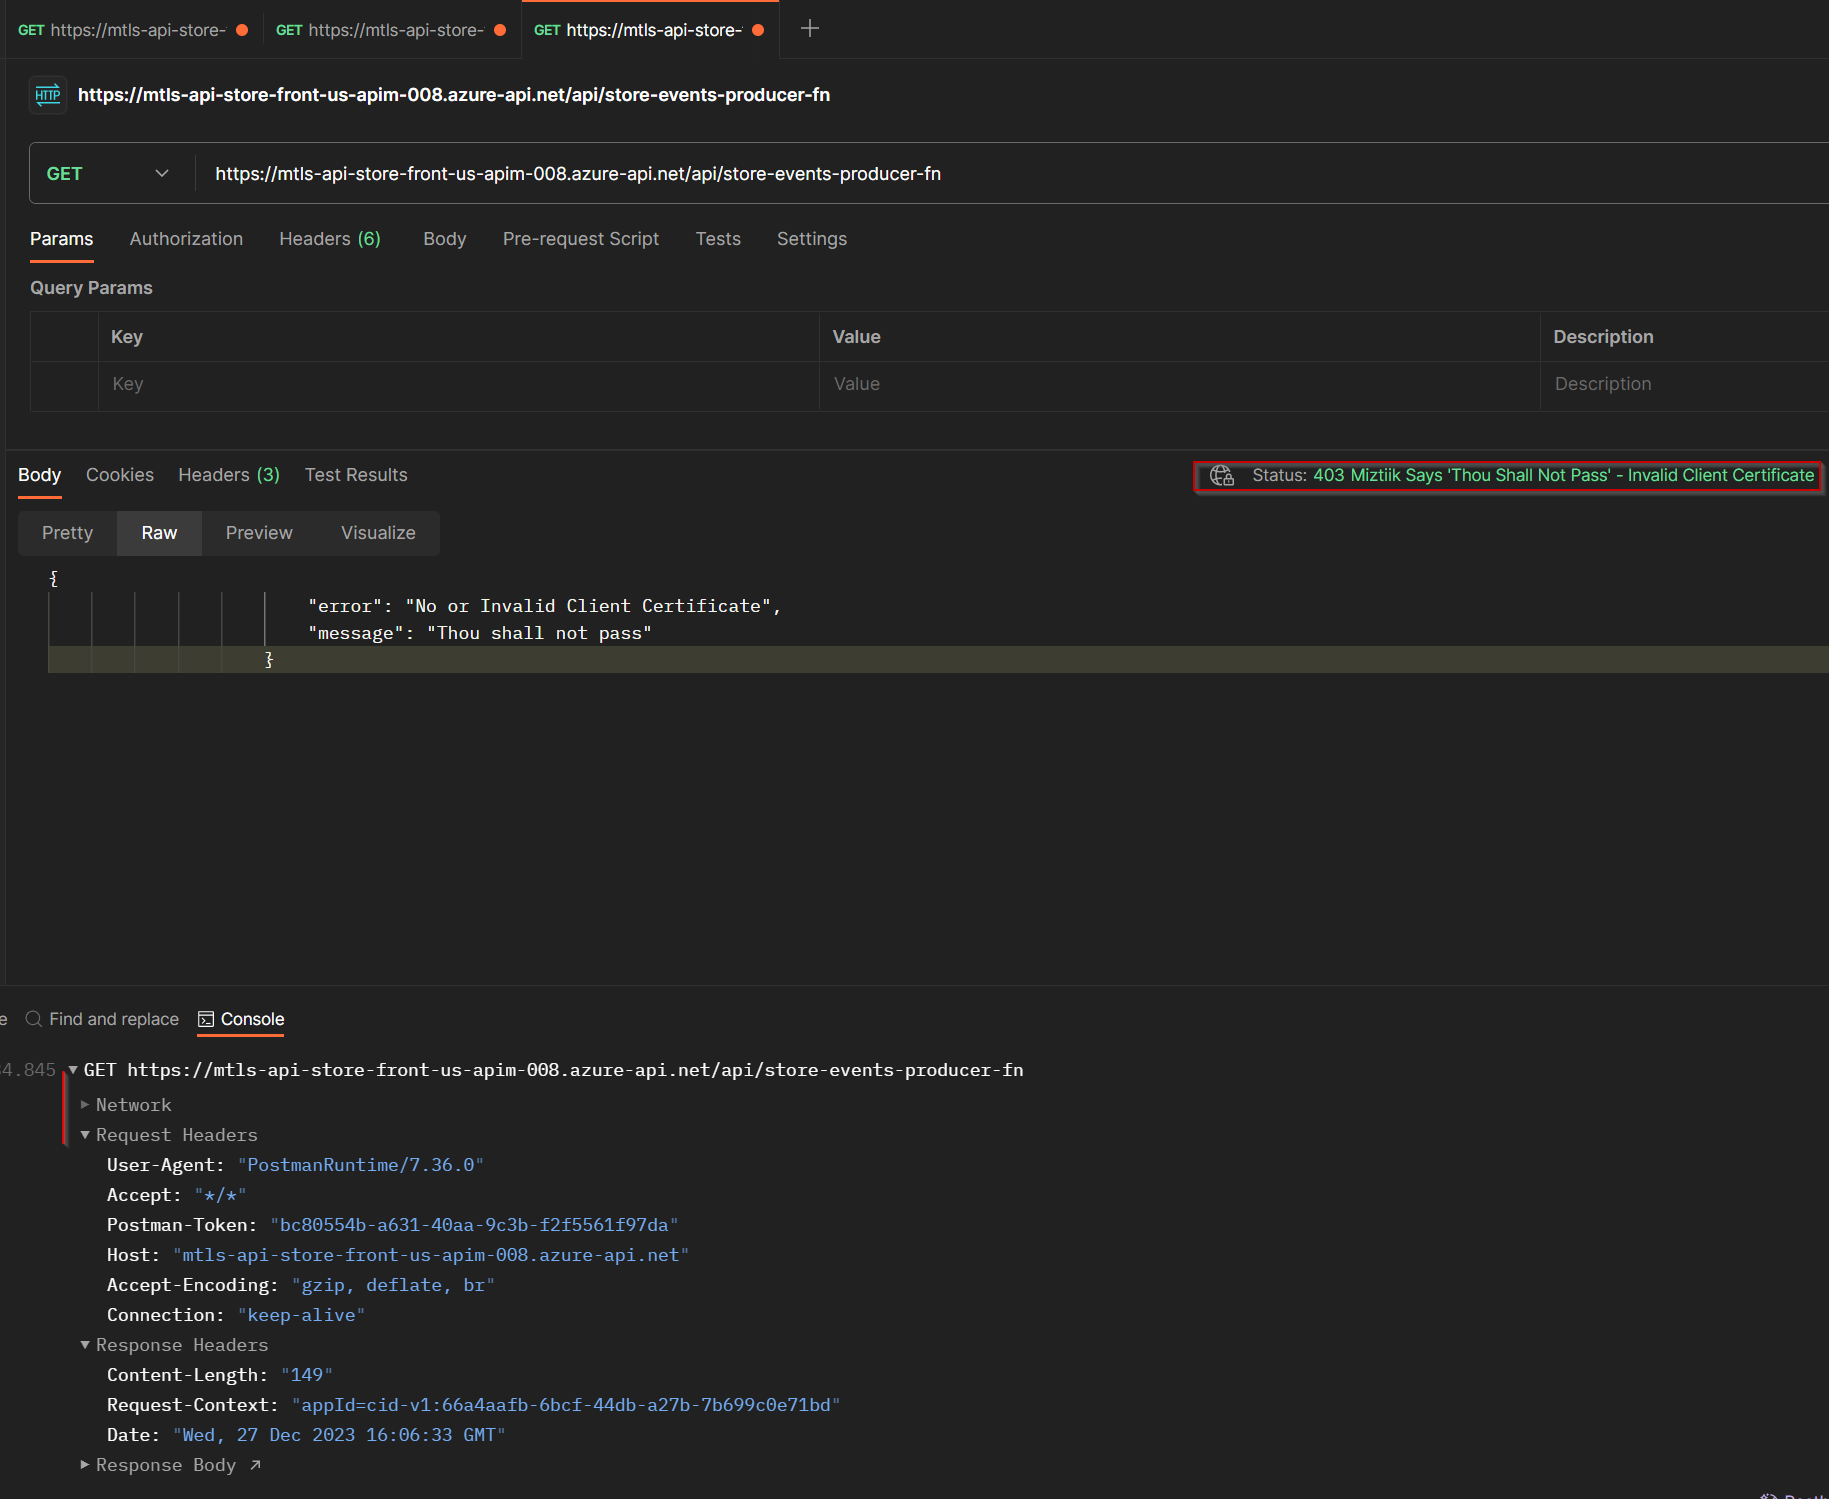 GET https://mtls-api-store- GET https://mtls-api-store- GET https://mtls-api-store- +
HTTP https://mtls-api-store-front-us-apim-008.azure-api.net/api/store-events-producer-fn
GET https://mtls-api-store-front-us-apim-008.azure-api.net/api/store-events-producer-fn
Params Authorization Headers (6) Body Pre-request Script Tests Settings
Query Params
Key Value Description
Key Value Description
Body Cookies Headers (3) Test Results Status: 403 Miztiik Says 'Thou Shall Not Pass' - Invalid Client Certificate
Pretty Raw Preview Visualize
{
"error": "No or Invalid Client Certificate",
"message": "Thou shall not pass"
}
e Find and replace Console
4.845 GET https://mtls-api-store-front-us-apim-008.azure-api.net/api/store-events-producer-fn
Network
Request Headers
User-Agent: "PostmanRuntime/7.36.0"
Accept: "*/*"
Postman-Token: "bc80554b-a631-40aa-9c3b-f2f5561f97da"
Host: "mtls-api-store-front-us-apim-008.azure-api.net"
Accept-Encoding: "gzip, deflate, br"
Connection: "keep-alive"
Response Headers
Content-Length: "149"
Request-Context: "appId=cid-v1:66a4aafb-6bcf-44db-a27b-7b699c0e71bd"
Date: "Wed, 27 Dec 2023 16:06:33 GMT"
Response Body ↗